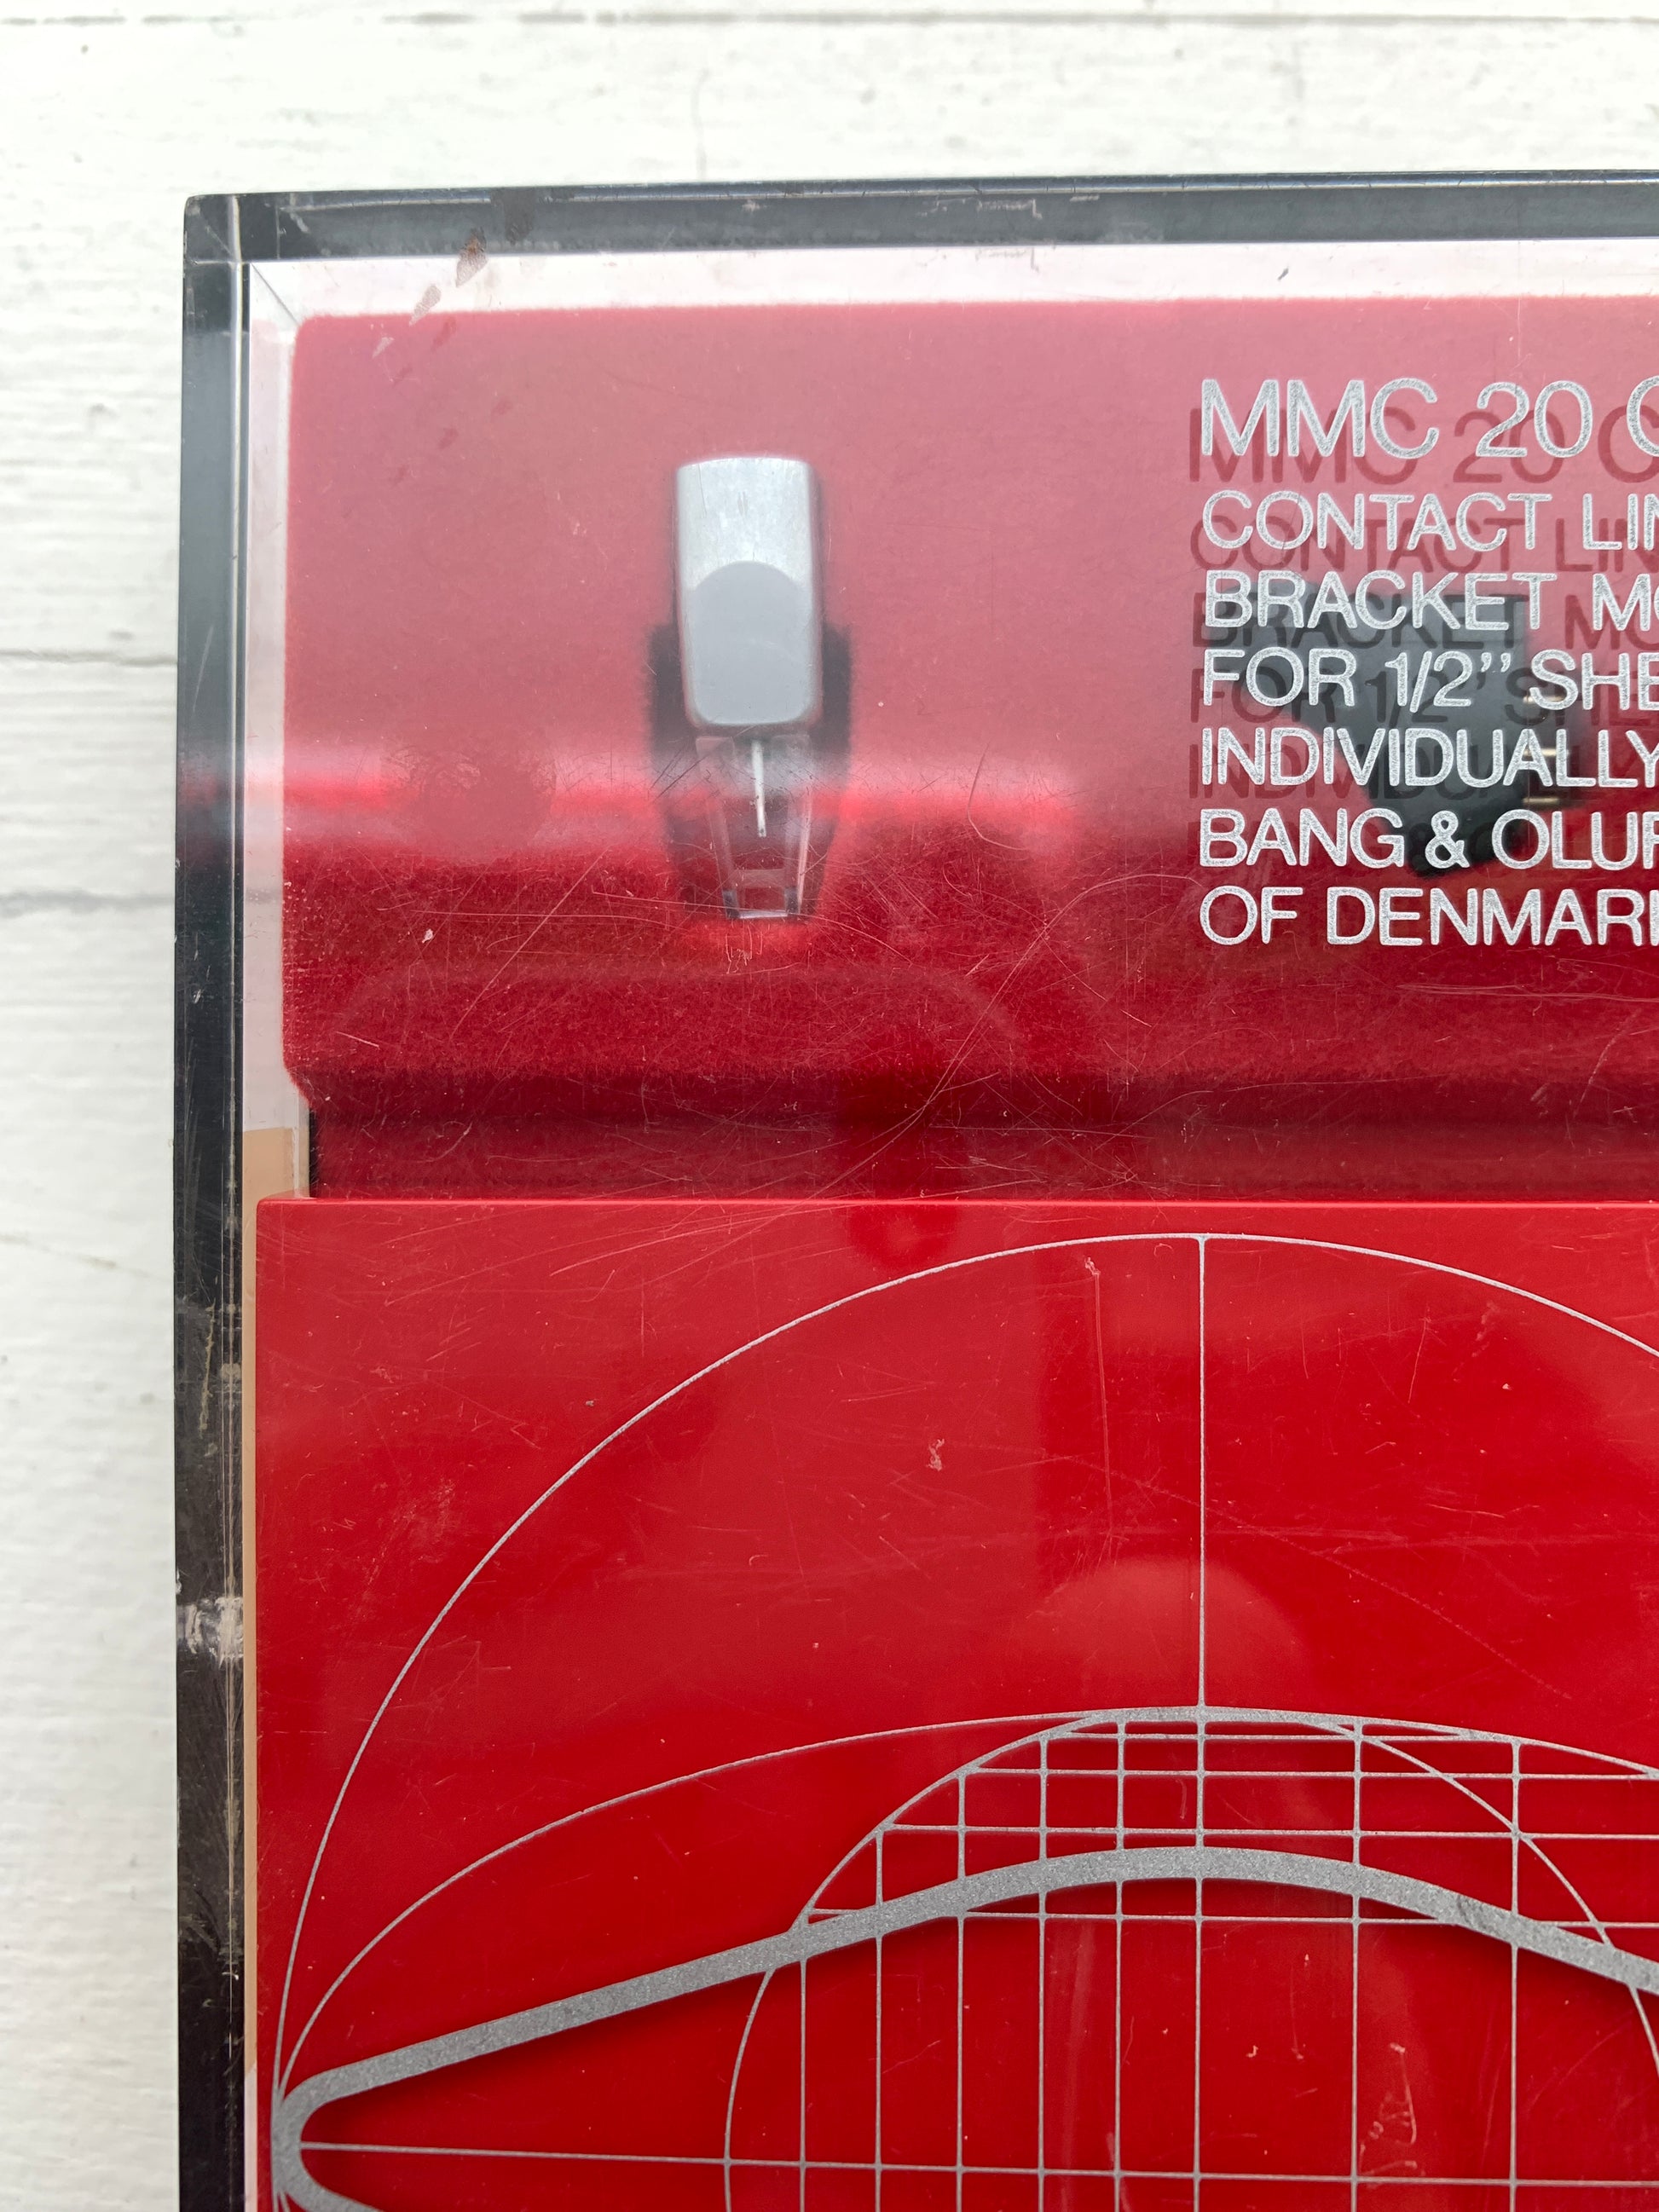 MMC 20 C
CONTACT LIN
BRACKET MO
FOR 1/2" SHE
INDIVIDUALLY
BANG & OLUF
OF DENMARK